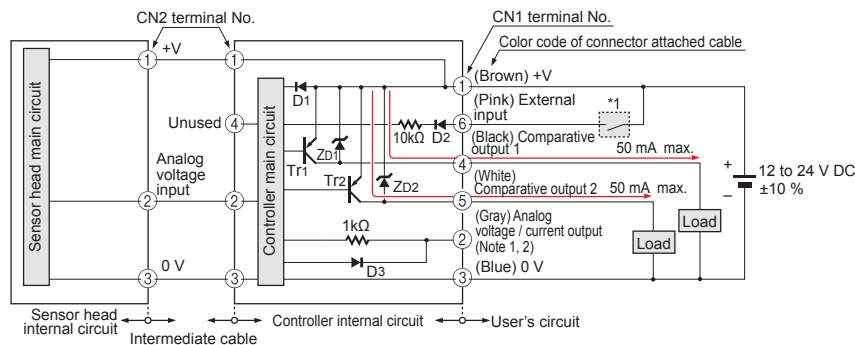 CN2 terminal No.
CN1 terminal No.
Color code of connector attached cable
+V
1
1
1
(Brown) +V
D1
(Pink) External
input
*1
Unused
4
10kΩ
D2
6
(Black) Comparative
output 1
50 mA max.
Sensor head main circuit
Controller main circuit
Tr1
ZD1
4
Analog
voltage
input
2
2
Tr2
ZD2
(White)
Comparative output 2
50 mA max.
5
+
12 to 24 V DC
±10 %
–
1kΩ
(Gray) Analog
voltage / current output
(Note 1, 2)
2
Load
Load
D3
0 V
3
3
3
(Blue) 0 V
Sensor head
internal circuit
Intermediate cable
Controller internal circuit
User's circuit